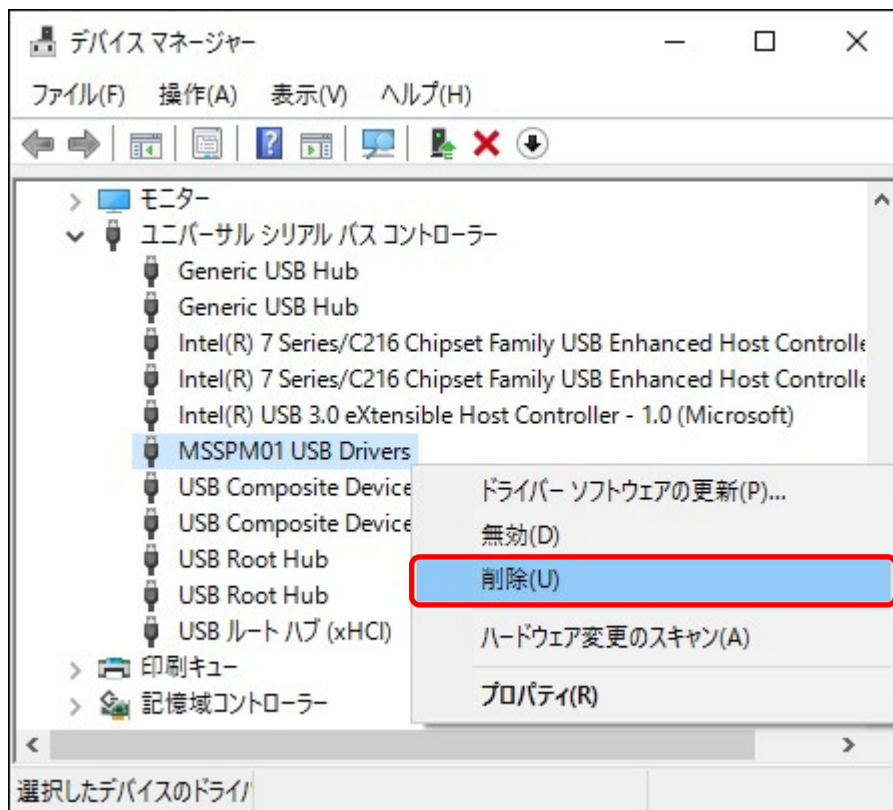 デバイス マネージャー
ファイル(F) 操作(A) 表示(V) ヘルプ(H)
モニター
ユニバーサル シリアル バス コントローラー
Generic USB Hub
Generic USB Hub
Intel(R) 7 Series/C216 Chipset Family USB Enhanced Host Controlle
Intel(R) 7 Series/C216 Chipset Family USB Enhanced Host Controlle
Intel(R) USB 3.0 eXtensible Host Controller - 1.0 (Microsoft)
MSSPM01 USB Drivers
USB Composite Device
USB Composite Device
USB Root Hub
USB Root Hub
USB ルート ハブ (xHCI)
印刷キュー
記憶域コントローラー
ドライバー ソフトウェアの更新(P)...
無効(D)
削除(U)
ハードウェア変更のスキャン(A)
プロパティ(R)
選択したデバイスのドライバ